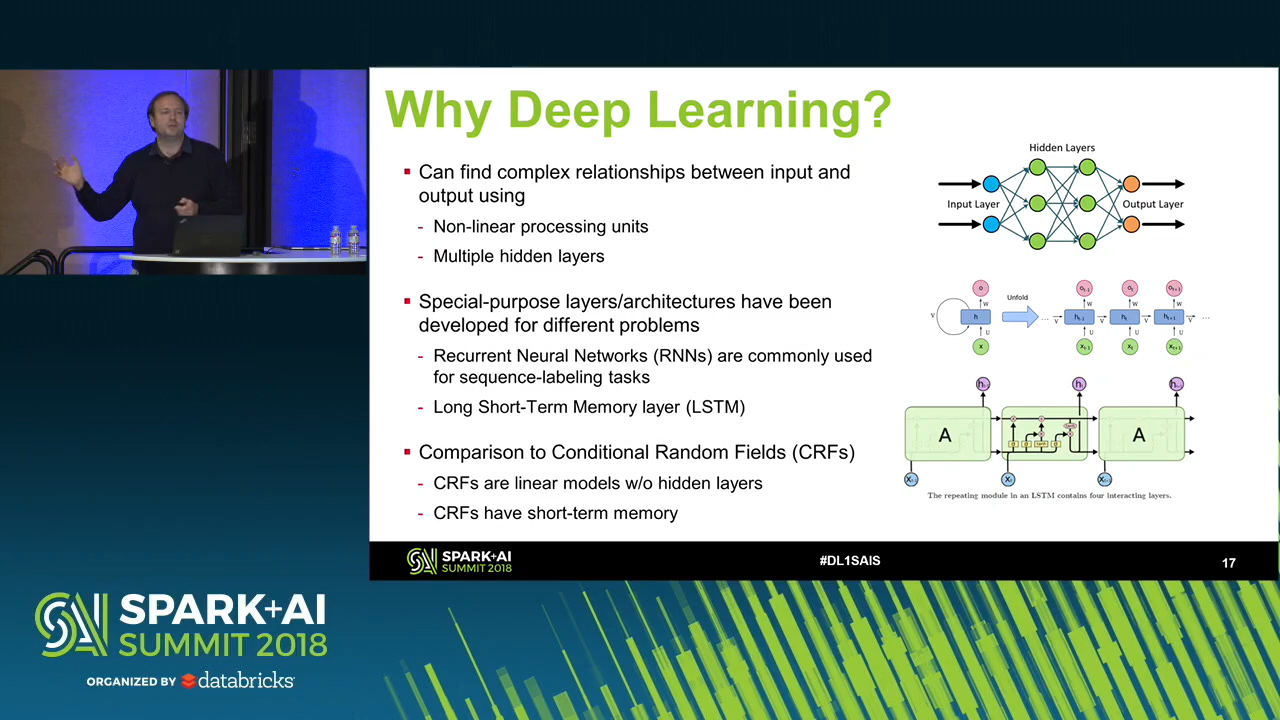 Why Deep Learning?
Can find complex relationships between input and
output using
- Non-linear processing units
- Multiple hidden layers
Special-purpose layers/architectures have been
developed for different problems
- Recurrent Neural Networks (RNNs) are commonly used
for sequence-labeling tasks
- Long Short-Term Memory layer (LSTM)
Comparison to Conditional Random Fields (CRFs)
- CRFs are linear models w/o hidden layers
- CRFs have short-term memory
Hidden Layers
Input Layer
Output Layer
Unfold
A
A
The repeating module in an LSTM contains four interacting layers.
SPARK+AI
SUMMIT 2018
#DL1SAIS
17
SPARK+AI
SUMMIT 2018
ORGANIZED BY databricks